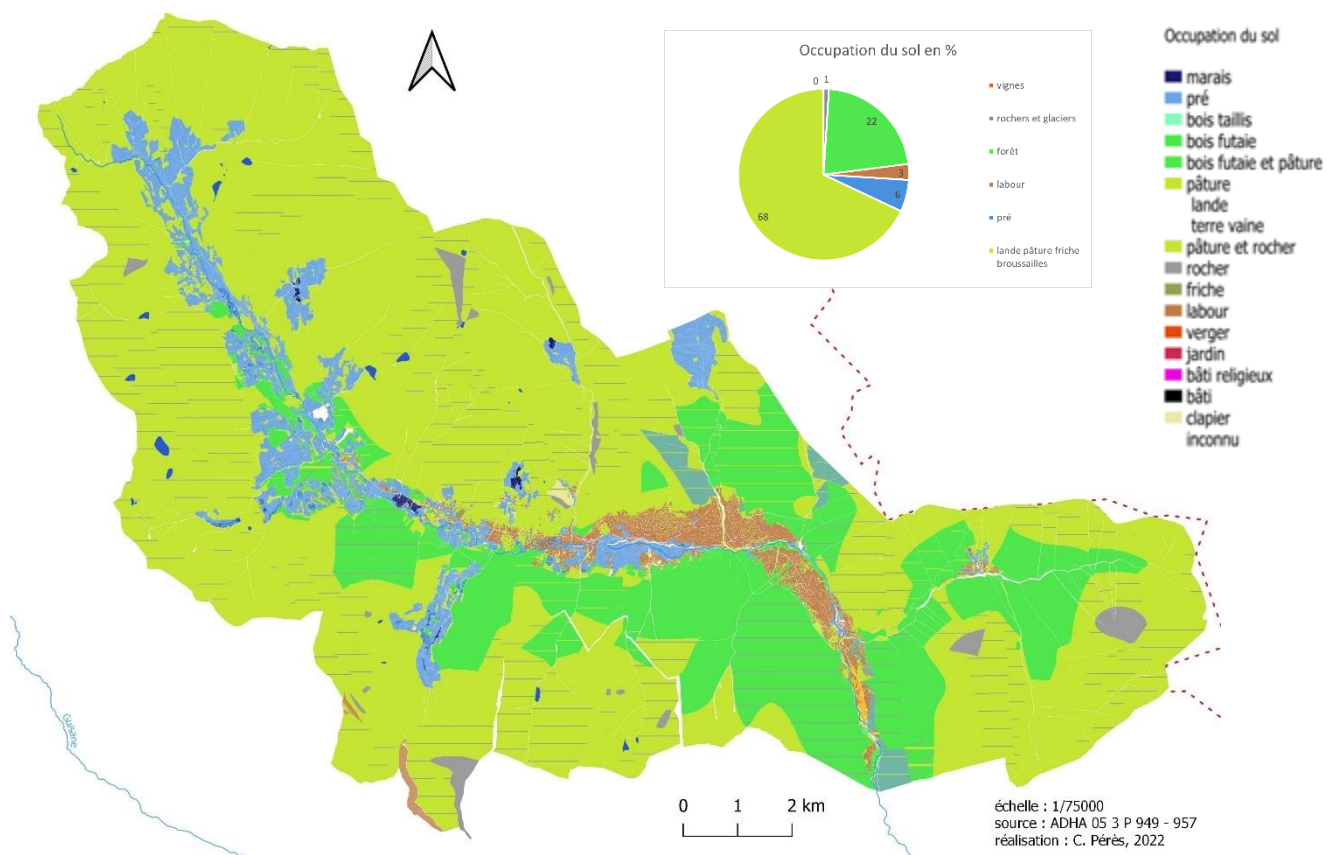 Occupation du sol en %
0
1
22
3
6
68
vignes
rochers et glaciers
forêt
labour
pré
lande pâture friche
broussailles
Occupation du sol
marais
pré
bois taillis
bois futaie
bois futaie et pâture
pâture
lande
terre vaine
pâture et rocher
rocher
friche
labour
verger
jardin
bâti religieux
bâti
clapier
inconnu
Guisane
0 1 2 km
échelle : 1/75000
source : ADHA 05 3 P 949 - 957
réalisation : C. Pérès, 2022